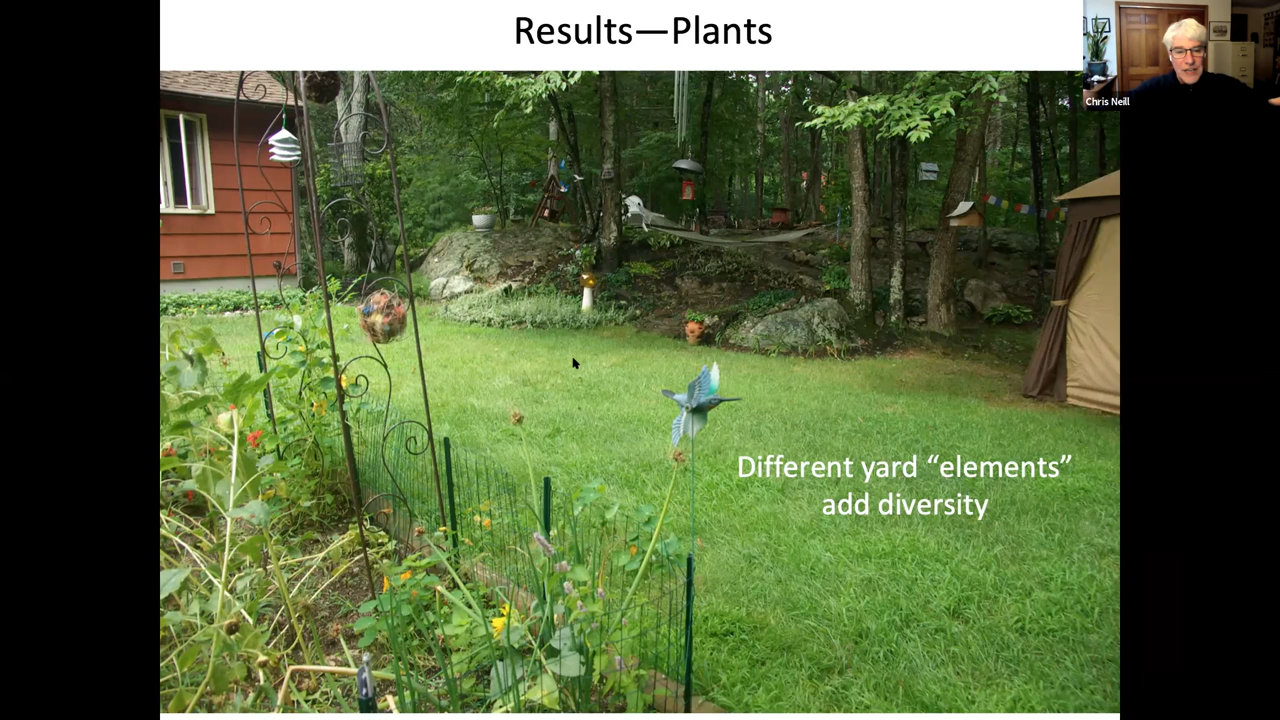 Results—Plants
Chris Neill
Different yard “elements”
add diversity